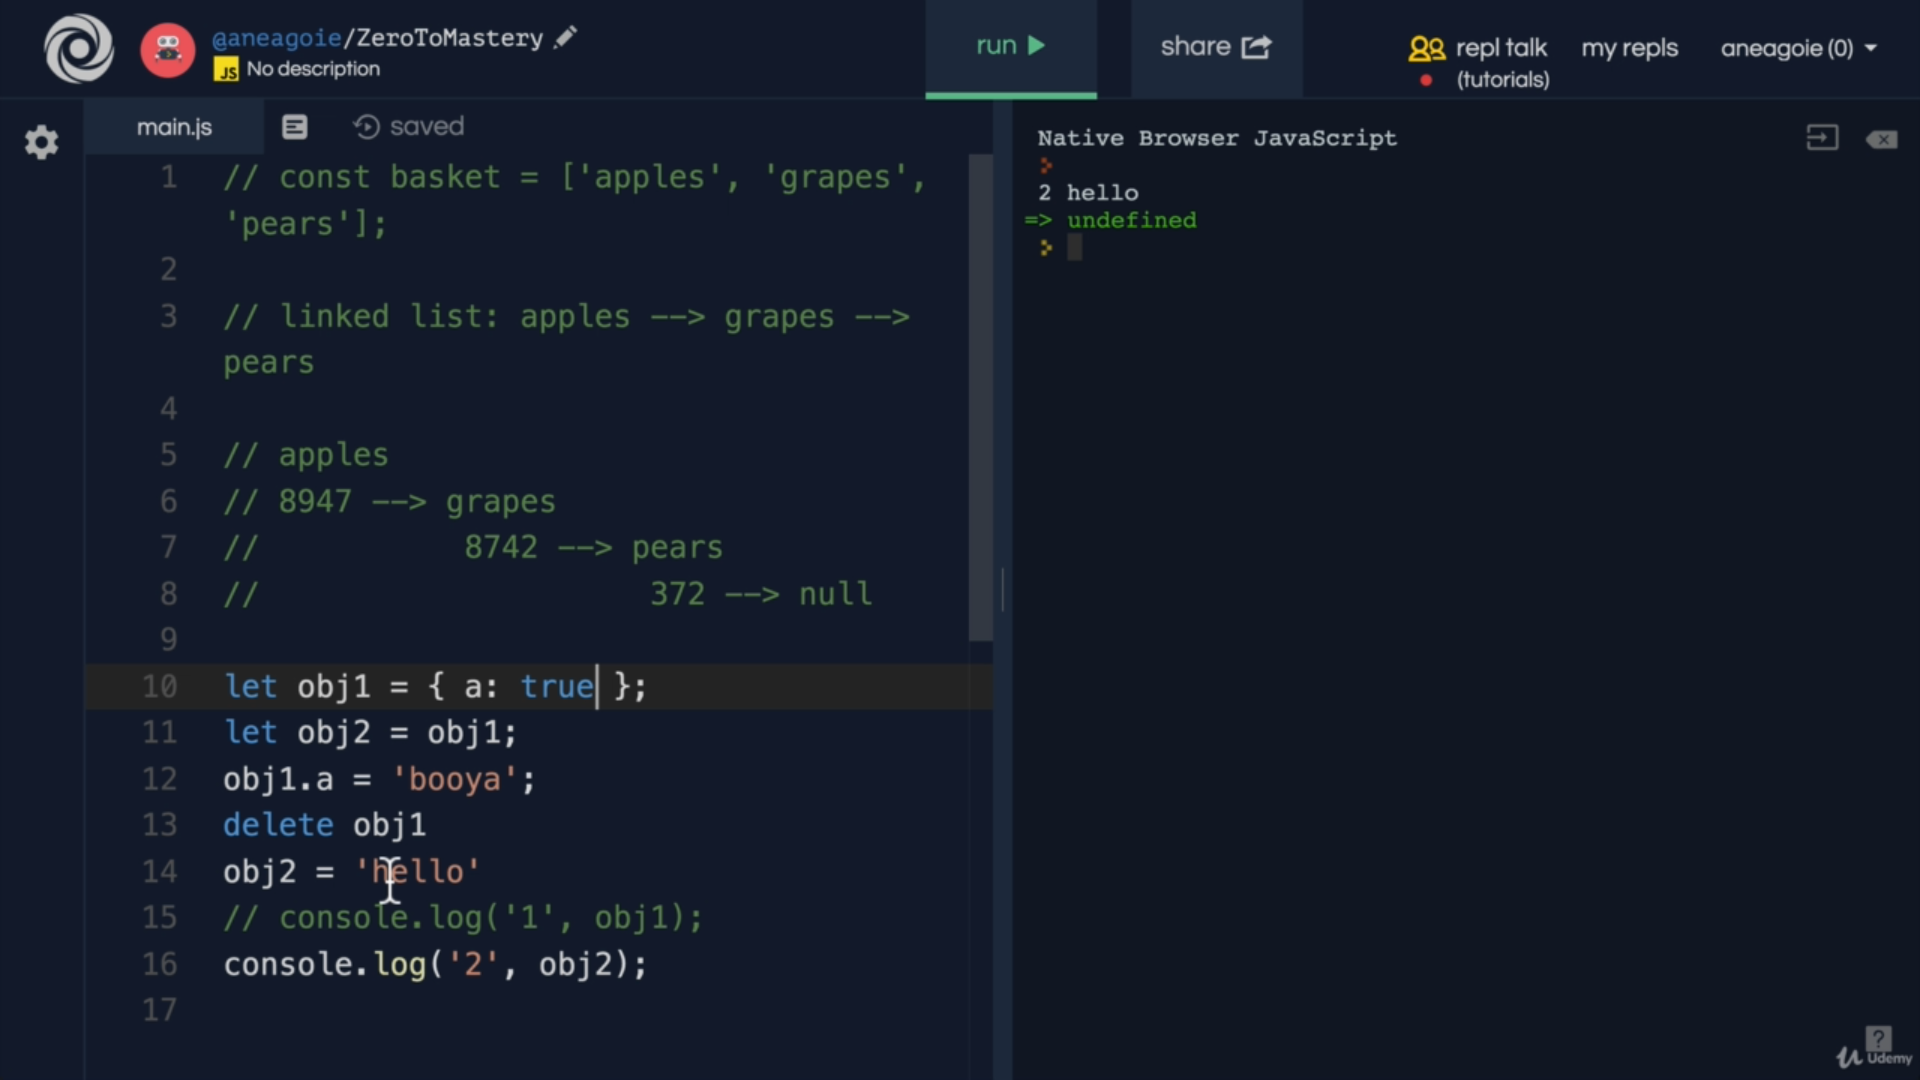 @aneagoie/ZeroToMastery
JS No description
run
share
repl talk
(tutorials)
my repls
aneagoie (0)
main.js
saved
1 // const basket = ['apples', 'grapes',
'pears'];
2
3 // linked list: apples --> grapes -->
pears
4
5 // apples
6 // 8947 --> grapes
7 //           8742 --> pears
8 //                     372 --> null
9
10 let obj1 = { a: true };
11 let obj2 = obj1;
12 obj1.a = 'booya';
13 delete obj1
14 obj2 = 'hello'
15 // console.log('1', obj1);
16 console.log('2', obj2);
17
Native Browser JavaScript
2 hello
=> undefined
?
Udemy